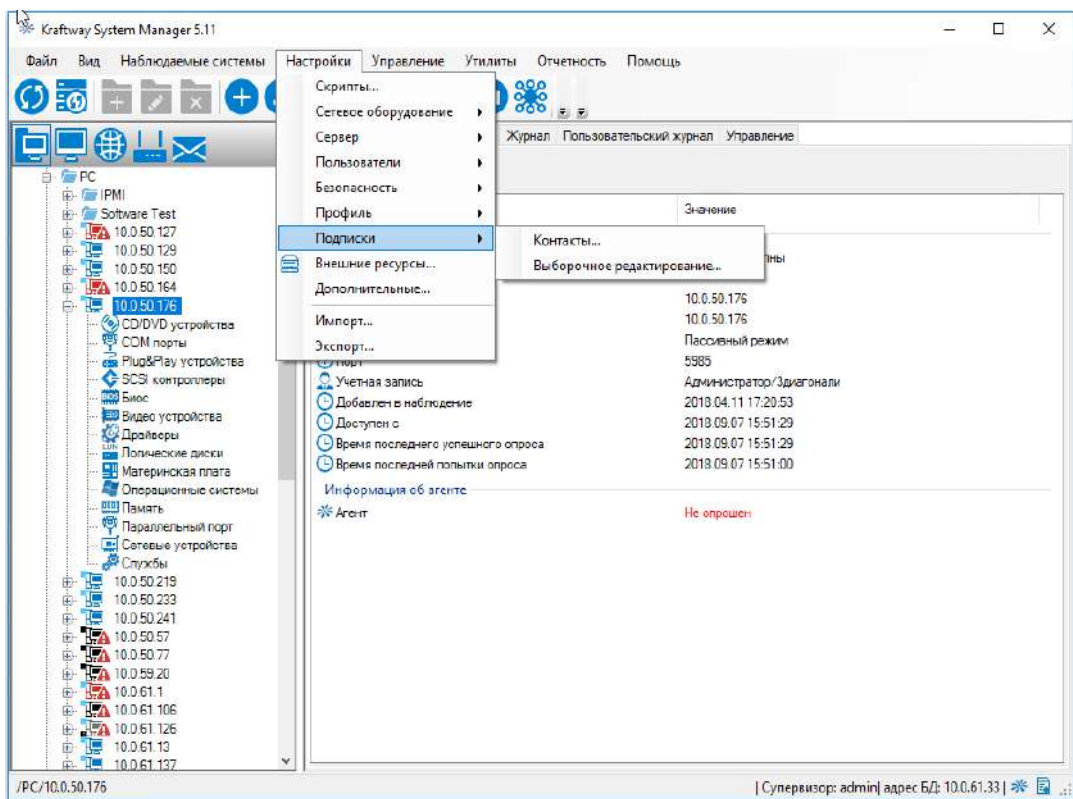 Kraftway System Manager 5.11
Файл Вид Наблюдаемые системы Настройки Управление Утилиты Отчетность Помощь
Скрипты...
Сетевое оборудование
Сервер
Пользователи
Безопасность
Профиль
Подписки
Внешние ресурсы...
Дополнительные...
Импорт...
Экспорт...
Контакты...
Выборочное редактирование...
Журнал Пользовательский журнал Управление
PC
IPMI
Software Test
10.0.50.127
10.0.50.129
10.0.50.150
10.0.50.164
10.0.50.176
CD/DVD устройства
COM порты
Plug&Play устройства
SCSI контроллеры
Биос
Видео устройства
Драйверы
Логические диски
Материнская плата
Операционные системы
Память
Параллельный порт
Сетевые устройства
Службы
10.0.50.219
10.0.50.233
10.0.50.241
10.0.50.57
10.0.50.77
10.0.59.20
10.0.61.1
10.0.61.106
10.0.61.126
10.0.61.13
10.0.61.137
Значение
10.0.50.176
10.0.50.176
Пассивный режим
Порт 5985
Учетная запись Администратор/3диагонали
Добавлен в наблюдение 2018.04.11 17:20:53
Доступен с 2018.09.07 15:51:29
Время последнего успешного опроса 2018.09.07 15:51:29
Время последней попытки опроса 2018.09.07 15:51:00
Информация об агенте
Агент Не опрошен
/PC/10.0.50.176 | Супервизор: admin| адрес БД: 10.0.61.33 |